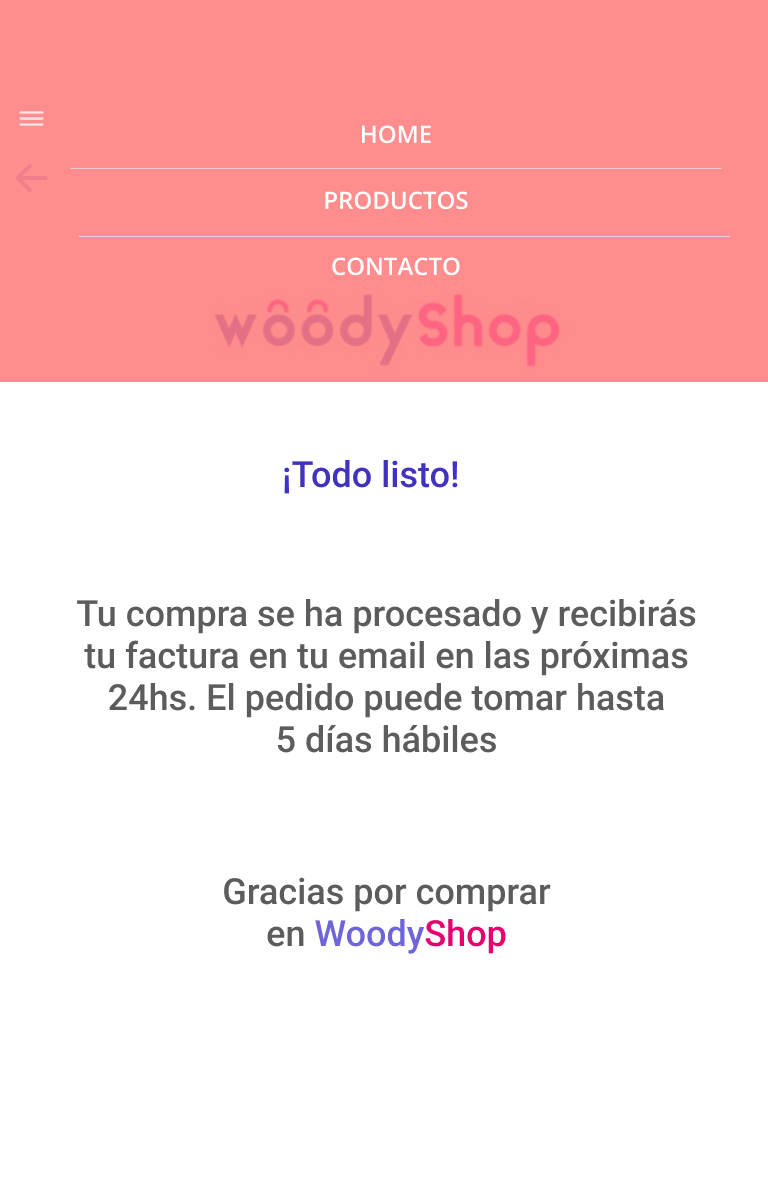 HOME
PRODUCTOS
CONTACTO
woodyShop
¡Todo listo!
Tu compra se ha procesado y recibirás
tu factura en tu email en las próximas
24hs. El pedido puede tomar hasta
5 días hábiles
Gracias por comprar
en WoodyShop